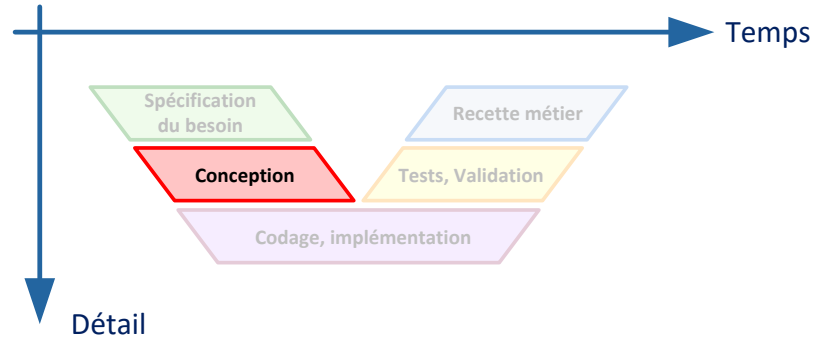 Temps
Spécification
du besoin
Recette métier
Conception
Tests, Validation
Codage, implémentation
Détail